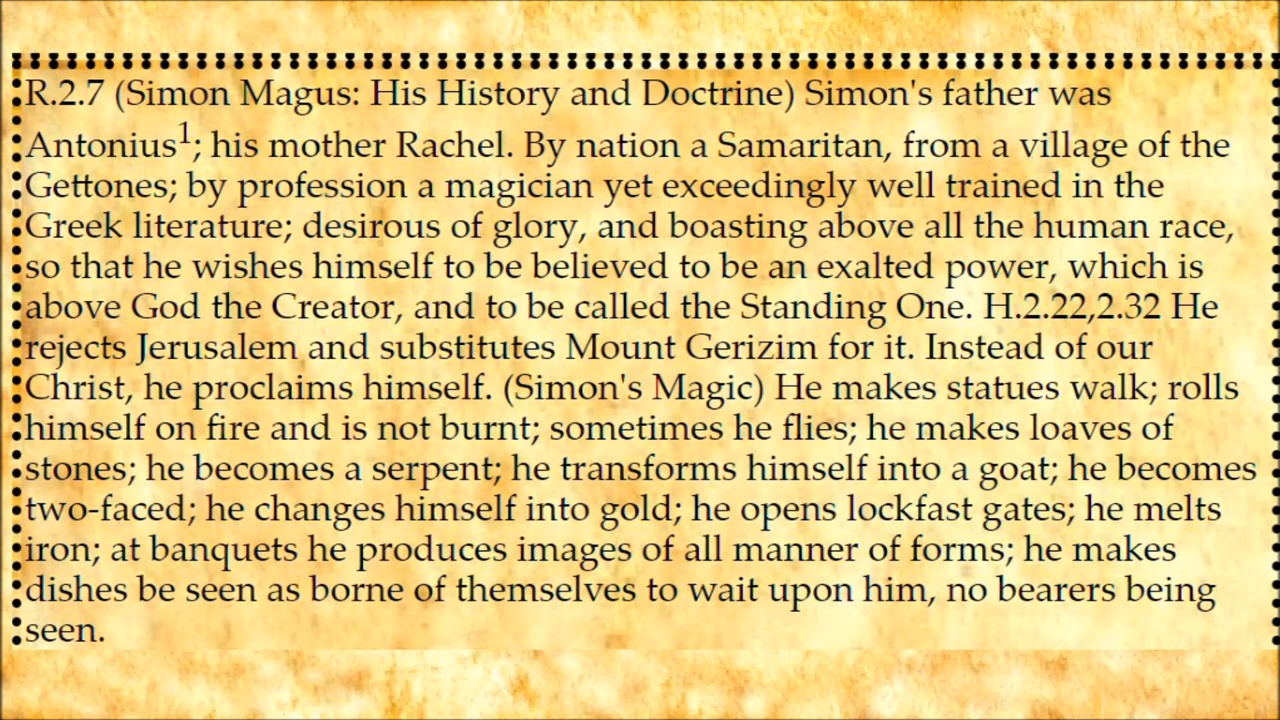 R.2.7 (Simon Magus: His History and Doctrine) Simon's father was
Antonius1; his mother Rachel. By nation a Samaritan, from a village of the
Gettones; by profession a magician yet exceedingly well trained in the
Greek literature; desirous of glory, and boasting above all the human race,
so that he wishes himself to be believed to be an exalted power, which is
above God the Creator, and to be called the Standing One. H.2.22,2.32 He
rejects Jerusalem and substitutes Mount Gerizim for it. Instead of our
Christ, he proclaims himself. (Simon's Magic) He makes statues walk; rolls
himself on fire and is not burnt; sometimes he flies; he makes loaves of
stones; he becomes a serpent; he transforms himself into a goat; he becomes
two-faced; he changes himself into gold; he opens lockfast gates; he melts
iron; at banquets he produces images of all manner of forms; he makes
dishes be seen as borne of themselves to wait upon him, no bearers being
seen.